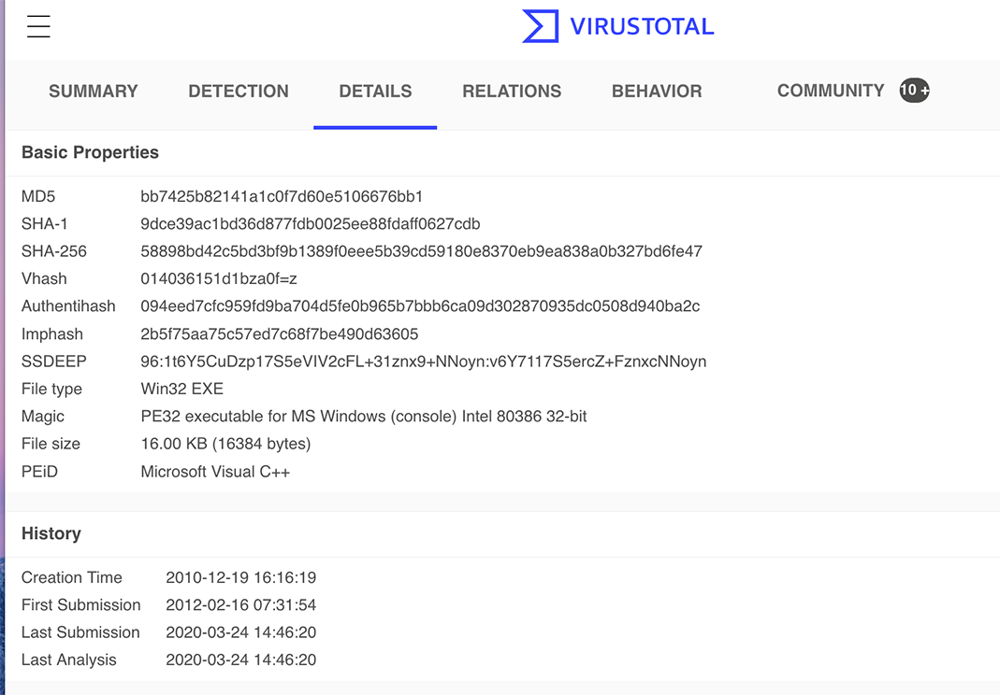 VIRUSTOTAL
SUMMARY DETECTION DETAILS RELATIONS BEHAVIOR COMMUNITY 10 +
Basic Properties
MD5 bb7425b82141a1c0f7d60e5106676bb1
SHA-1 9dce39ac1bd36d877fdb0025ee88fdaff0627cdb
SHA-256 58898bd42c5bd3bf9b1389f0eee5b39cd59180e8370eb9ea838a0b327bd6fe47
Vhash 014036151d1bza0f=z
Authentihash 094eed7cfc959fd9ba704d5fe0b965b7bbb6ca09d302870935dc0508d940ba2c
Imphash 2b5f75aa75c57ed7c68f7be490d63605
SSDEEP 96:1t6Y5CuDzp17S5eVIV2cFL+31znx9+NNoyn:v6Y7117S5ercZ+FznxcNNoyn
File type Win32 EXE
Magic PE32 executable for MS Windows (console) Intel 80386 32-bit
File size 16.00 KB (16384 bytes)
PEiD Microsoft Visual C++
History
Creation Time 2010-12-19 16:16:19
First Submission 2012-02-16 07:31:54
Last Submission 2020-03-24 14:46:20
Last Analysis 2020-03-24 14:46:20